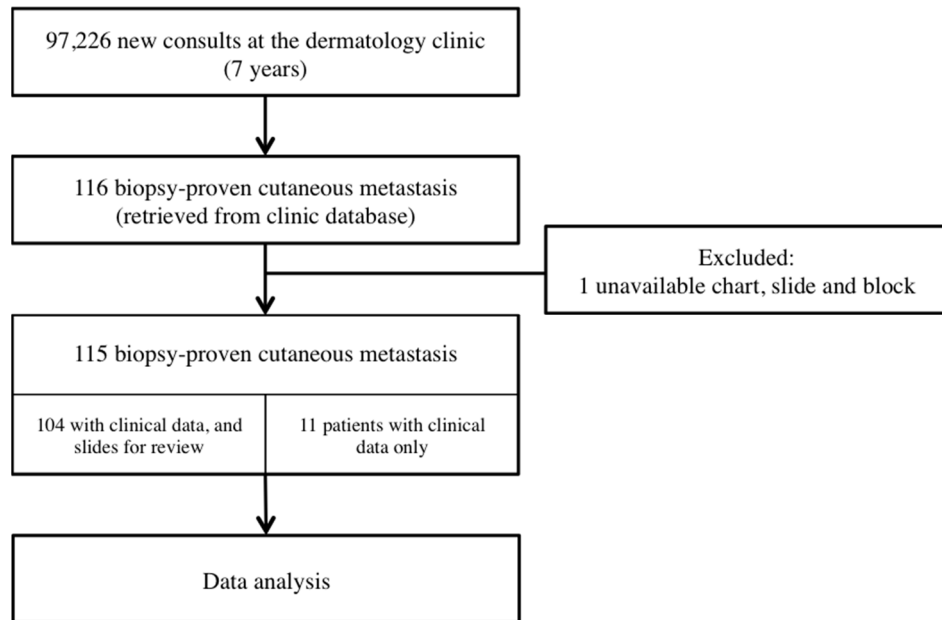 97,226 new consults at the dermatology clinic
(7 years)
116 biopsy-proven cutaneous metastasis
(retrieved from clinic database)
Excluded:
1 unavailable chart, slide and block
115 biopsy-proven cutaneous metastasis
104 with clinical data, and
slides for review
11 patients with clinical
data only
Data analysis